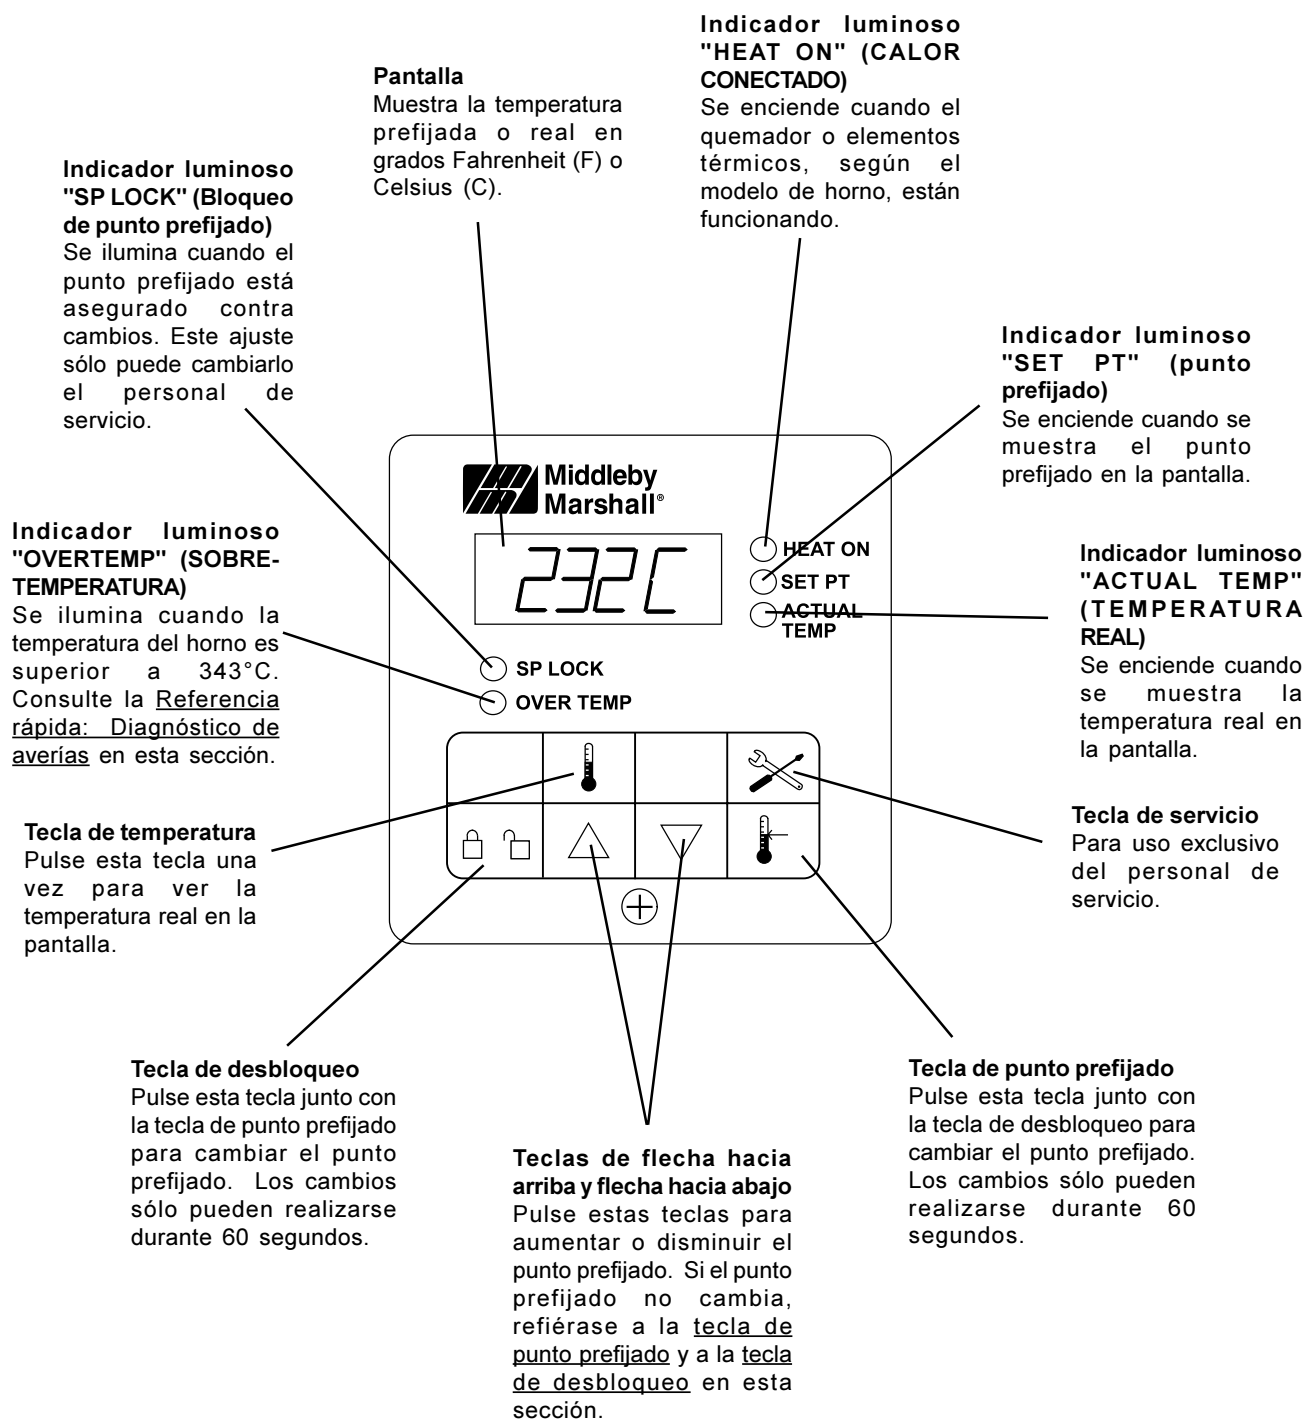 Indicador luminoso
"HEAT ON" (CALOR
CONECTADO)
Se enciende cuando el
quemador o elementos
térmicos, según el
modelo de horno, están
funcionando.
Pantalla
Muestra la temperatura
prefijada o real en
grados Fahrenheit (F) o
Celsius (C).
Indicador luminoso
"SP LOCK" (Bloqueo
de punto prefijado)
Se ilumina cuando el
punto prefijado está
asegurado contra
cambios. Este ajuste
sólo puede cambiarlo
el personal de
servicio.
Indicador luminoso
"SET PT" (punto
prefijado)
Se enciende cuando se
muestra el punto
prefijado en la pantalla.
Indicador luminoso
"OVERTEMP" (SOBRE-
TEMPERATURA)
Se ilumina cuando la
temperatura del horno es
superior a 343°C.
Consulte la Referencia
rápida: Diagnóstico de
averías en esta sección.
Middleby
Marshall®
232C
HEAT ON
SET PT
ACTUAL
TEMP
SP LOCK
OVER TEMP
Indicador luminoso
"ACTUAL TEMP"
(TEMPERATURA
REAL)
Se enciende cuando
se muestra la
temperatura real en
la pantalla.
Tecla de temperatura
Pulse esta tecla una
vez para ver la
temperatura real en la
pantalla.
Tecla de servicio
Para uso exclusivo
del personal de
servicio.
Tecla de desbloqueo
Pulse esta tecla junto con
la tecla de punto prefijado
para cambiar el punto
prefijado. Los cambios
sólo pueden realizarse
durante 60 segundos.
Teclas de flecha hacia
arriba y flecha hacia abajo
Pulse estas teclas para
aumentar o disminuir el
punto prefijado. Si el punto
prefijado no cambia,
refiérase a la tecla de
punto prefijado y a la tecla
de desbloqueo en esta
sección.
Tecla de punto prefijado
Pulse esta tecla junto con
la tecla de desbloqueo para
cambiar el punto prefijado.
Los cambios sólo pueden
realizarse durante 60
segundos.